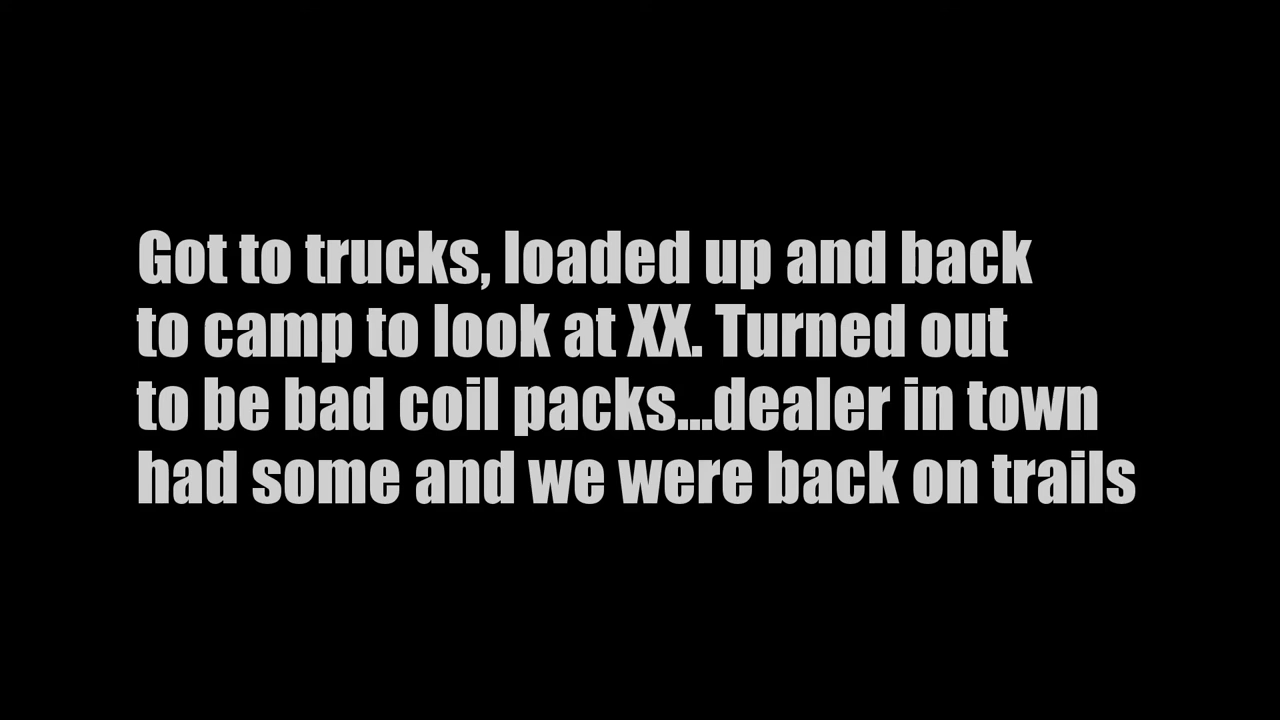 Got to trucks, loaded up and back
to camp to look at XX. Turned out
to be bad coil packs...dealer in town
had some and we were back on trails